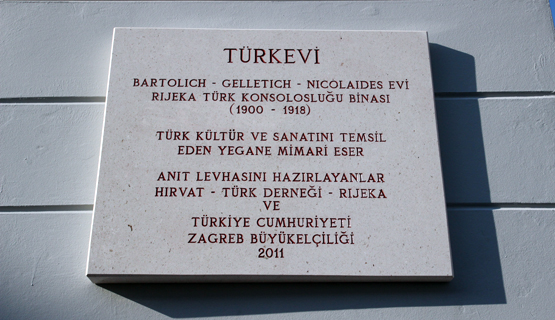 TÜRKEVİ
BARTOLICH - GELLETICH - NICOLAIDES EVİ
RIJEKA TÜRK KONSOLOSLUĞU BİNASI
(1900 - 1918)
TÜRK KÜLTÜR VE SANATINI TEMSİL
EDEN YEGANE MİMARİ ESER
ANIT LEVHASINI HAZIRLAYANLAR
HIRVAT - TÜRK DERNEĞİ - RIJEKA
VE
TÜRKİYE CUMHURİYETİ
ZAGREB BÜYÜKELÇİLİĞİ
2011